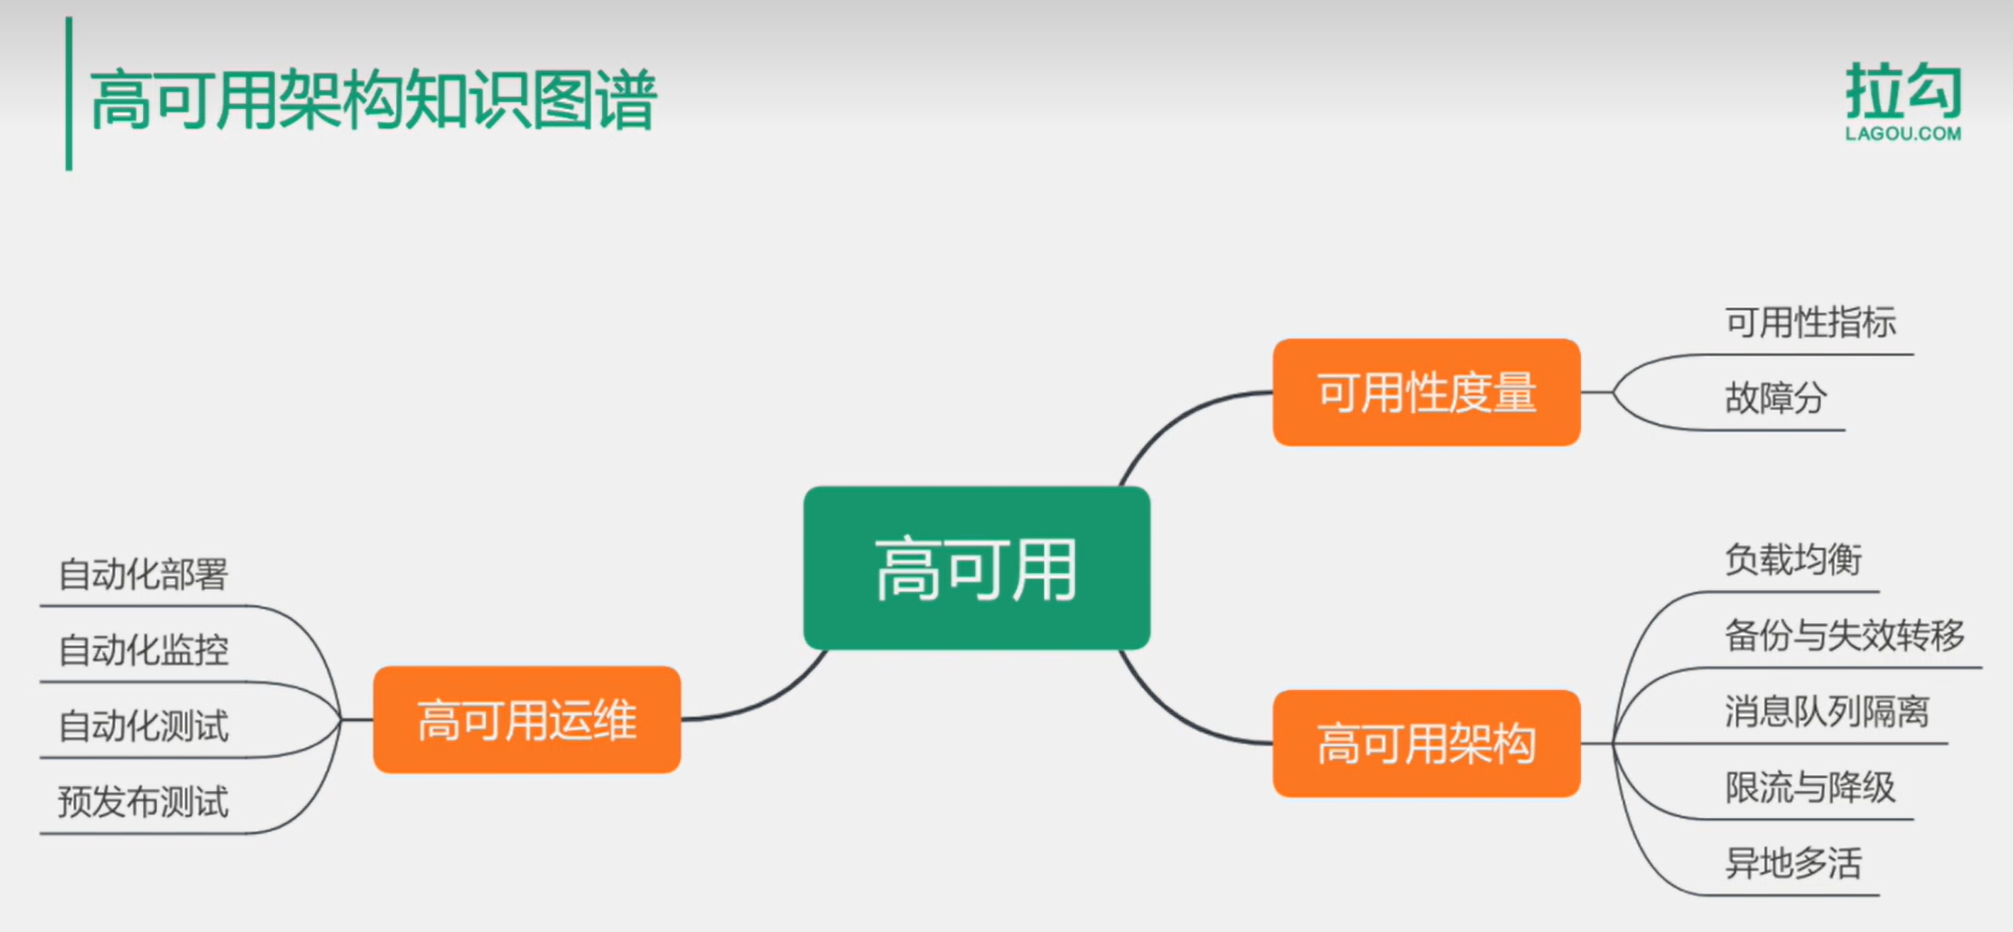 高可用架构知识图谱
拉勾
LAGOU.COM
高可用
可用性度量
可用性指标
故障分
高可用架构
负载均衡
备份与失效转移
消息队列隔离
限流与降级
异地多活
高可用运维
自动化部署
自动化监控
自动化测试
预发布测试